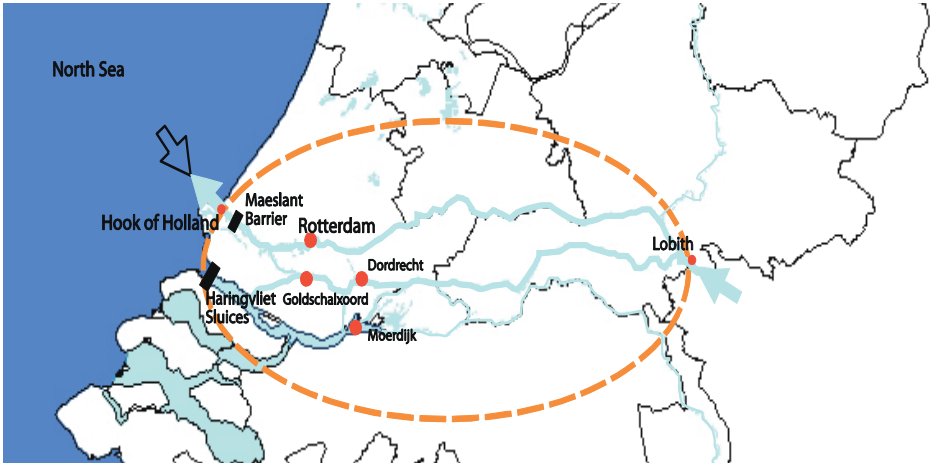 North Sea
Maeslant
Barrier
Hook of Holland
Rotterdam
Lobith
Dordrecht
Haringvliet
Sluices
Goldschalxoord
Moerdijk